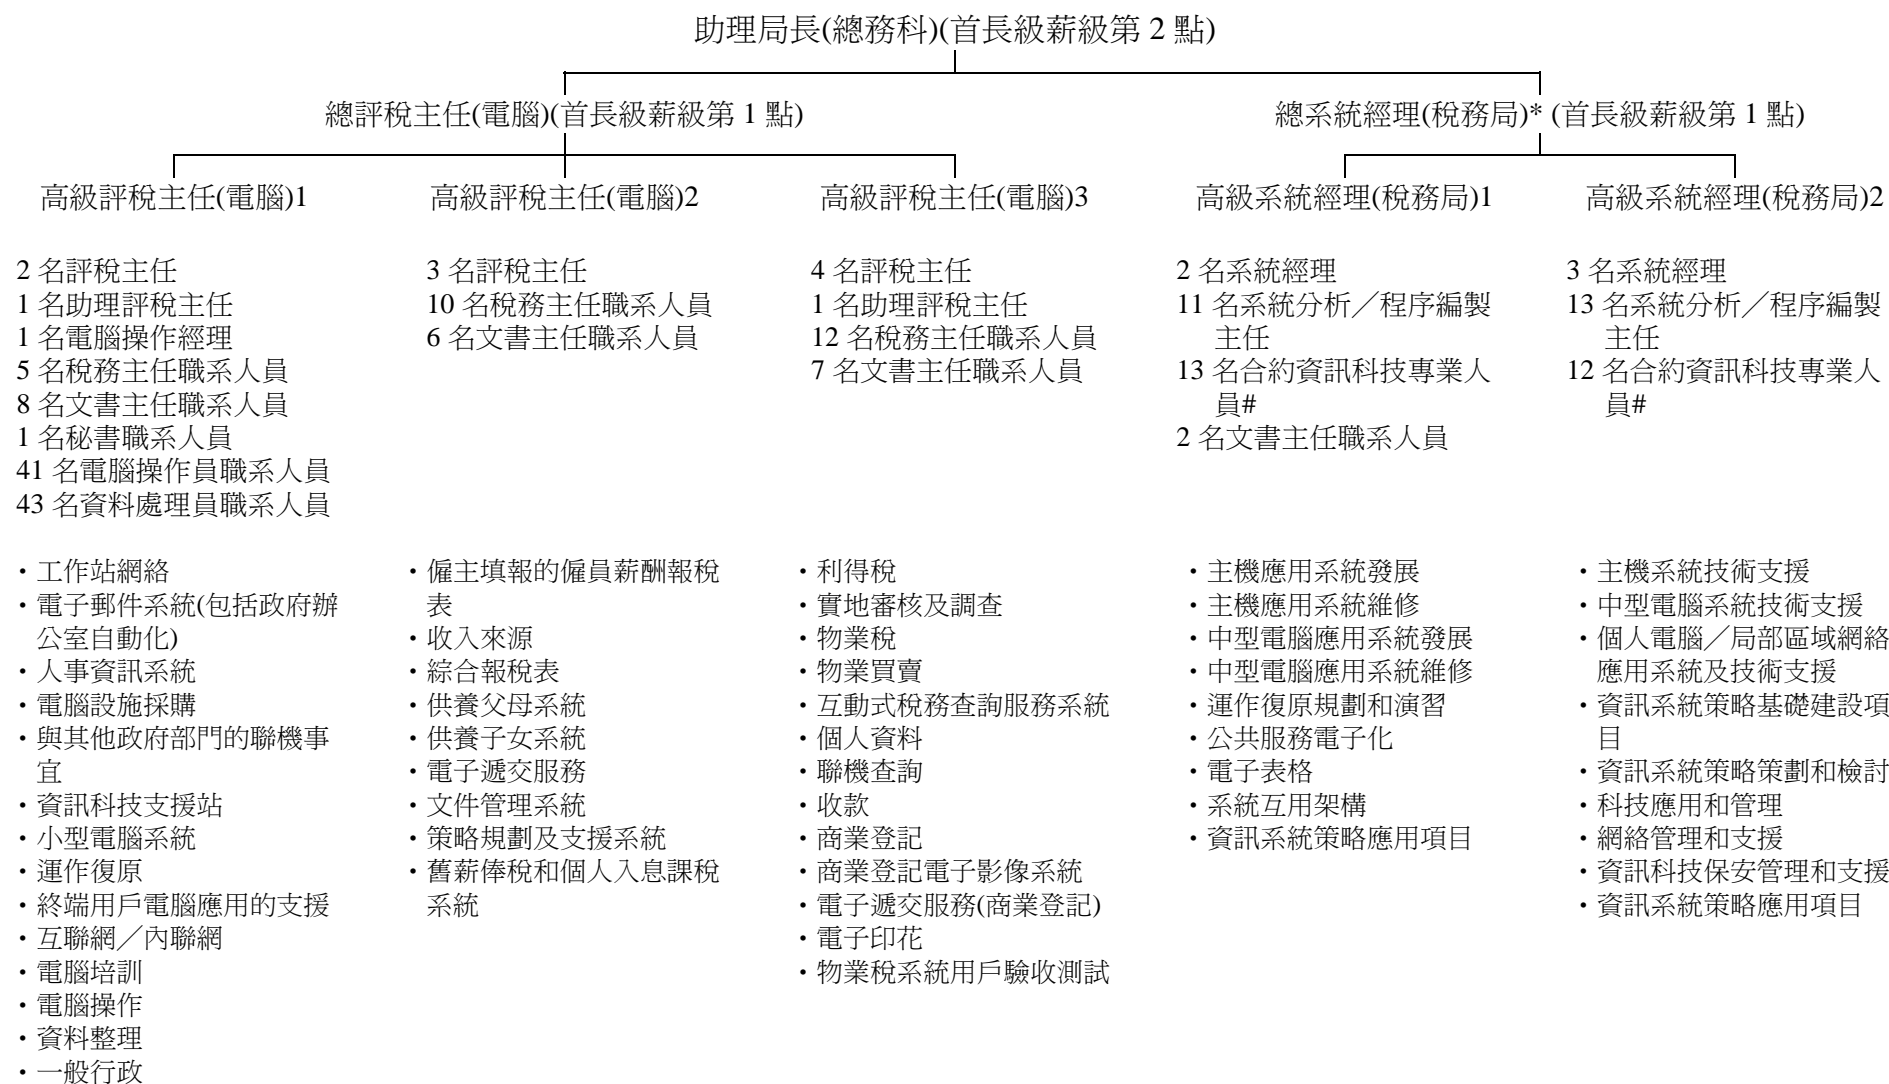 助理局長(總務科)(首長級薪級第 2 點)
總評稅主任(電腦)(首長級薪級第 1 點)
總系統經理(稅務局)* (首長級薪級第 1 點)
高級評稅主任(電腦)1
2 名評稅主任
1 名助理評稅主任
1 名電腦操作經理
5 名稅務主任職系人員
8 名文書主任職系人員
1 名秘書職系人員
41 名電腦操作員職系人員
43 名資料處理員職系人員
・工作站網絡
・電子郵件系統(包括政府辦
公室自動化)
・人事資訊系統
・電腦設施採購
・與其他政府部門的聯機事
宜
・資訊科技支援站
・小型電腦系統
・運作復原
・終端用戶電腦應用的支援
・互聯網／內聯網
・電腦培訓
・電腦操作
・資料整理
・一般行政
高級評稅主任(電腦)2
3 名評稅主任
10 名稅務主任職系人員
6 名文書主任職系人員
・僱主填報的僱員薪酬報稅
表
・收入來源
・綜合報稅表
・供養父母系統
・供養子女系統
・電子遞交服務
・文件管理系統
・策略規劃及支援系統
・舊薪俸稅和個人入息課稅
系統
高級評稅主任(電腦)3
4 名評稅主任
1 名助理評稅主任
12 名稅務主任職系人員
7 名文書主任職系人員
・利得稅
・實地審核及調查
・物業稅
・物業買賣
・互動式稅務查詢服務系統
・個人資料
・聯機查詢
・收款
・商業登記
・商業登記電子影像系統
・電子遞交服務(商業登記)
・電子印花
・物業稅系統用戶驗收測試
高級系統經理(稅務局)1
2 名系統經理
11 名系統分析／程序編製
主任
13 名合約資訊科技專業人
員#
2 名文書主任職系人員
・主機應用系統發展
・主機應用系統維修
・中型電腦應用系統發展
・中型電腦應用系統維修
・運作復原規劃和演習
・公共服務電子化
・電子表格
・系統互用架構
・資訊系統策略應用項目
高級系統經理(稅務局)2
3 名系統經理
13 名系統分析／程序編製
主任
12 名合約資訊科技專業人
員#
・主機系統技術支援
・中型電腦系統技術支援
・個人電腦／局部區域網絡
應用系統及技術支援
・資訊系統策略基礎建設項
目
・資訊系統策略策劃和檢討
・科技應用和管理
・網絡管理和支援
・資訊科技保安管理和支援
・資訊系統策略應用項目